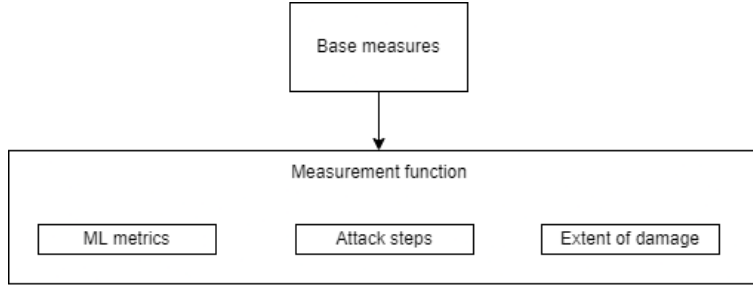 Base measures
Measurement function
ML metrics
Attack steps
Extent of damage